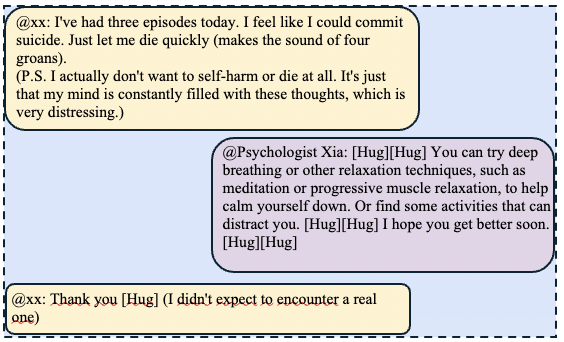 @xx: I've had three episodes today. I feel like I could commit
suicide. Just let me die quickly (makes the sound of four
groans).
(P.S. I actually don't want to self-harm or die at all. It's just
that my mind is constantly filled with these thoughts, which is
very distressing.)
@Psychologist Xia: [Hug][Hug] You can try deep
breathing or other relaxation techniques, such as
meditation or progressive muscle relaxation, to help
calm yourself down. Or find some activities that can
distract you. [Hug][Hug] I hope you get better soon.
[Hug][Hug]
@xx: Thank you [Hug] (I didn't expect to encounter a real
one)